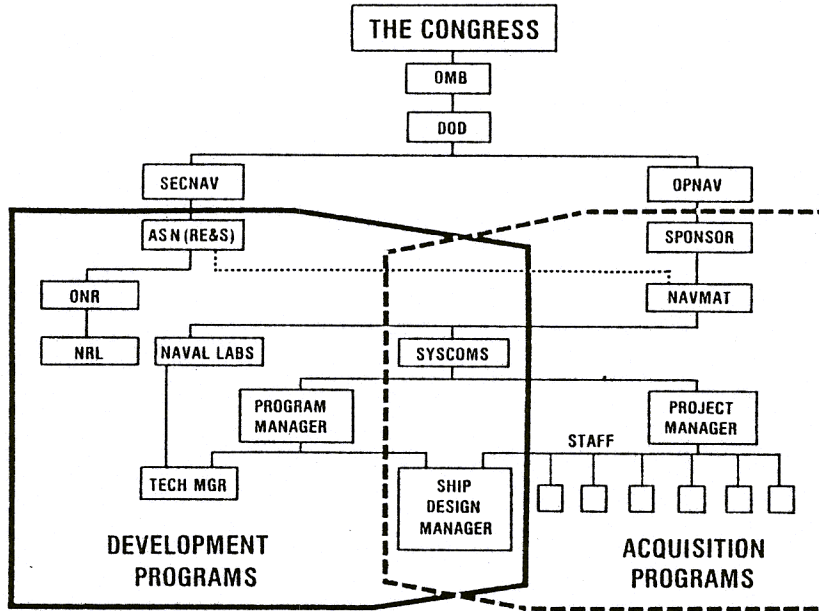 THE CONGRESS
OMB
DOD
SECNAV
OPNAV
ASN (RE&S)
SPONSOR
ONR
NAVMAT
NRL
NAVAL LABS
SYSCOMS
PROGRAM
MANAGER
PROJECT
MANAGER
STAFF
TECH MGR
SHIP
DESIGN
MANAGER
DEVELOPMENT
PROGRAMS
ACQUISITION
PROGRAMS